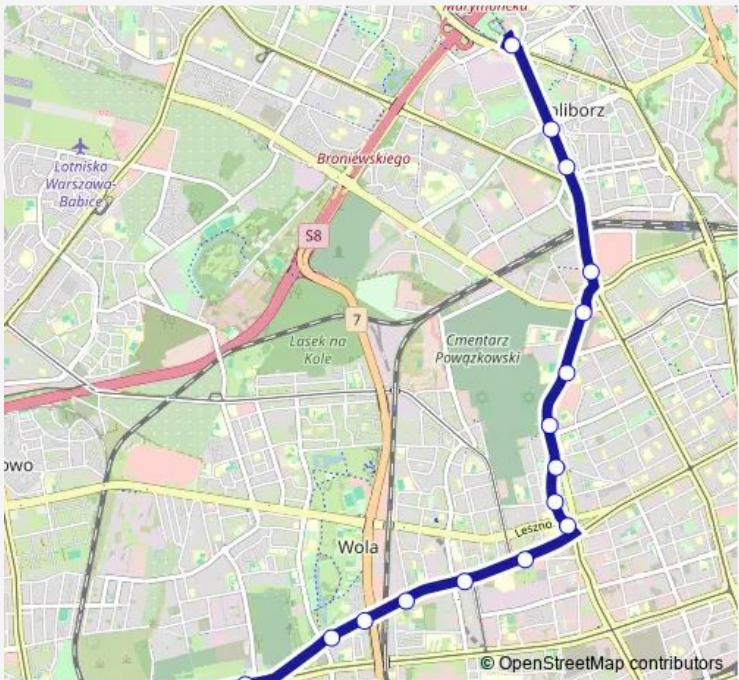 Marymoncka
oliborz
Broniewskiego
Lotnisko
Warszawa-
Babice
S8
7
Lasek na
Kole
Cmentarz
Powązkowski
owo
Leszno
Wola
© OpenStreetMap contributors